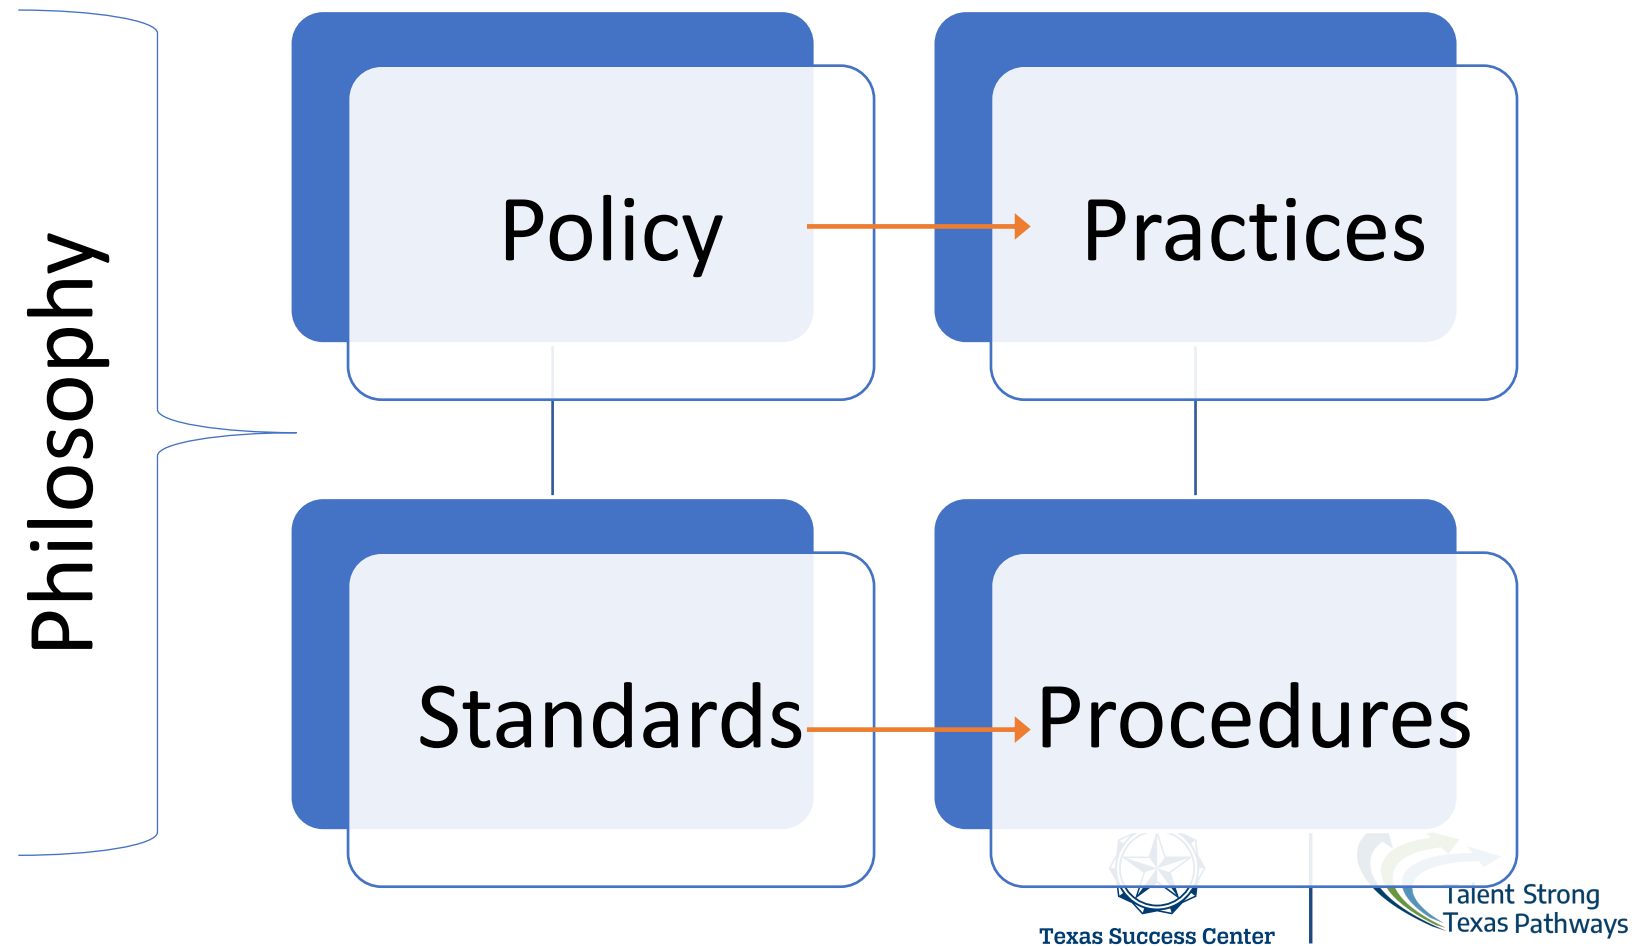 Philosophy
Policy
Practices
Standards
Procedures
Texas Success Center
Talent Strong
Texas Pathways